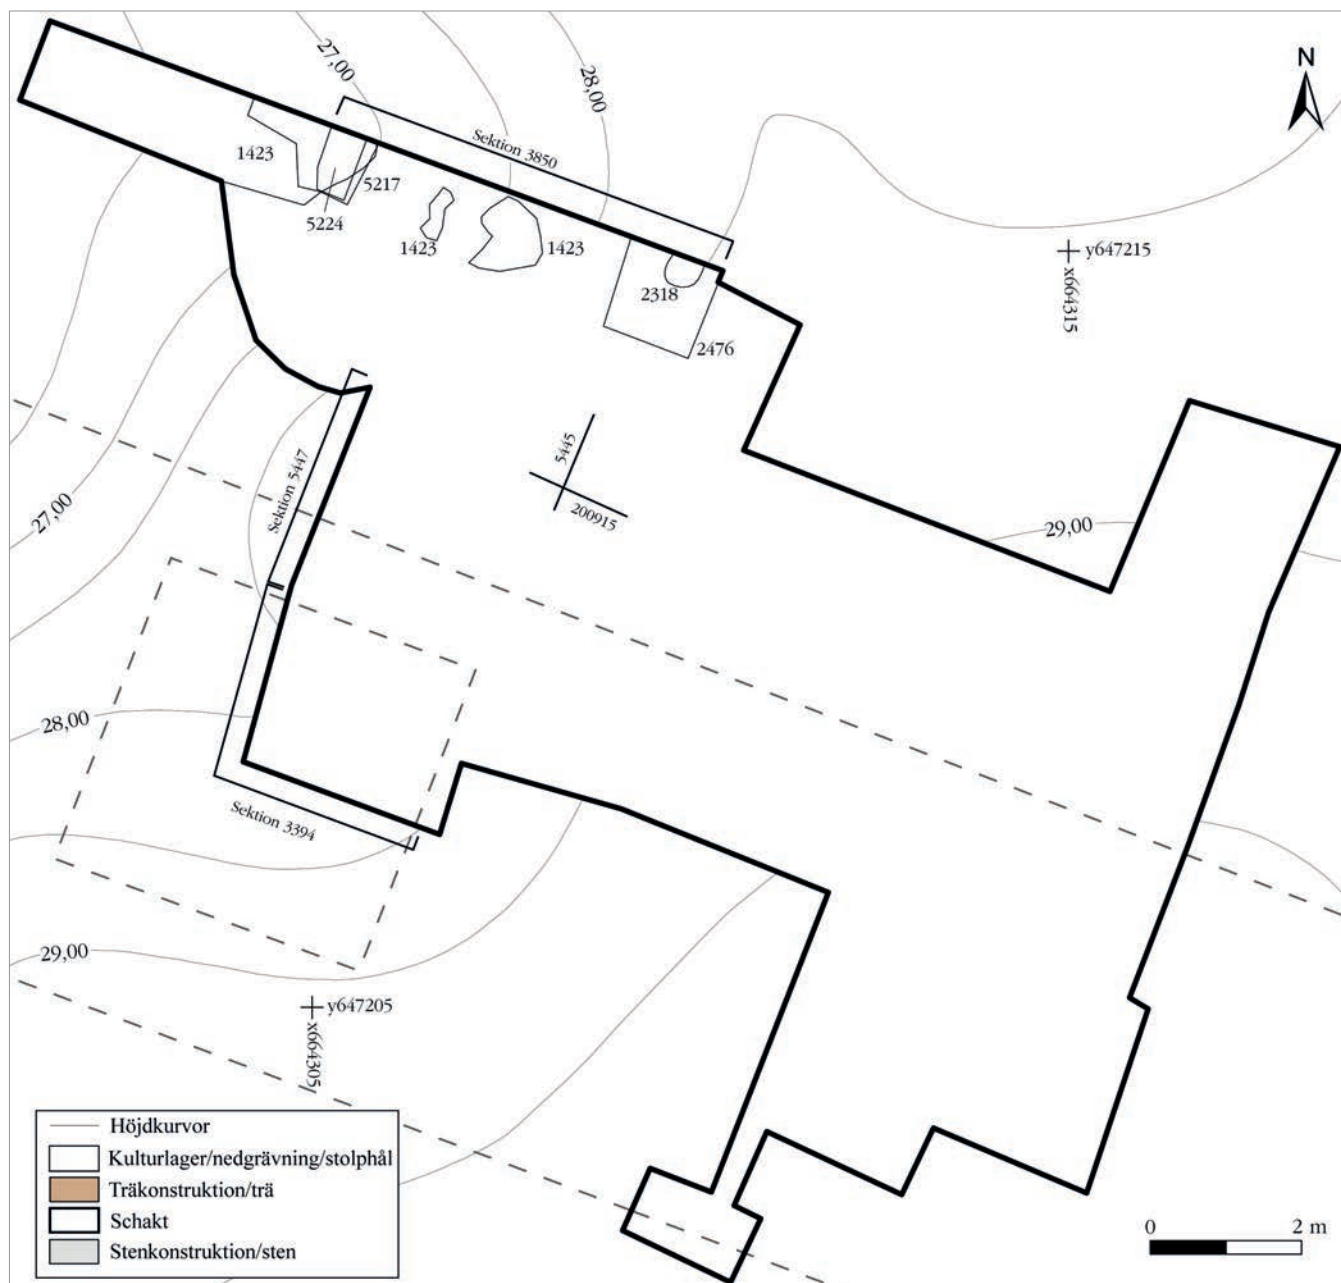 27,00
28,00
N
Sektion 3850
1423
5217
5224
1423
1423
2318
2476
y647215
x664315
5445
200915
Sektion 5447
27,00
29,00
28,00
Sektion 3394
29,00
y647205
x664305
Höjdkurvor
Kulturlager/nedgrävning/stolphål
Träkonstruktion/trä
Schakt
Stenkonstruktion/sten
0 2 m